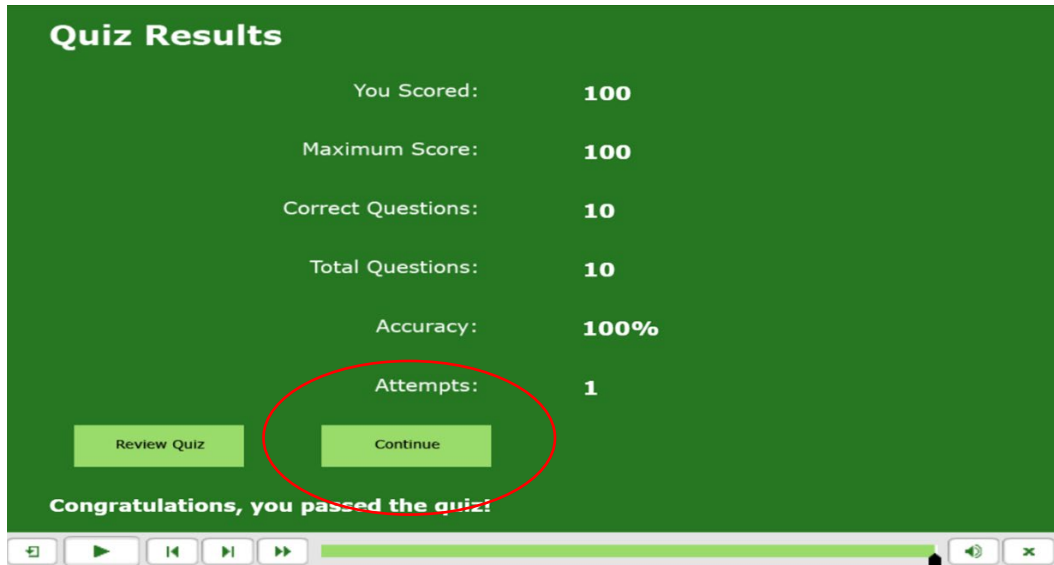 Quiz Results
You Scored: 100
Maximum Score: 100
Correct Questions: 10
Total Questions: 10
Accuracy: 100%
Attempts: 1
Review Quiz Continue
Congratulations, you passed the quiz!